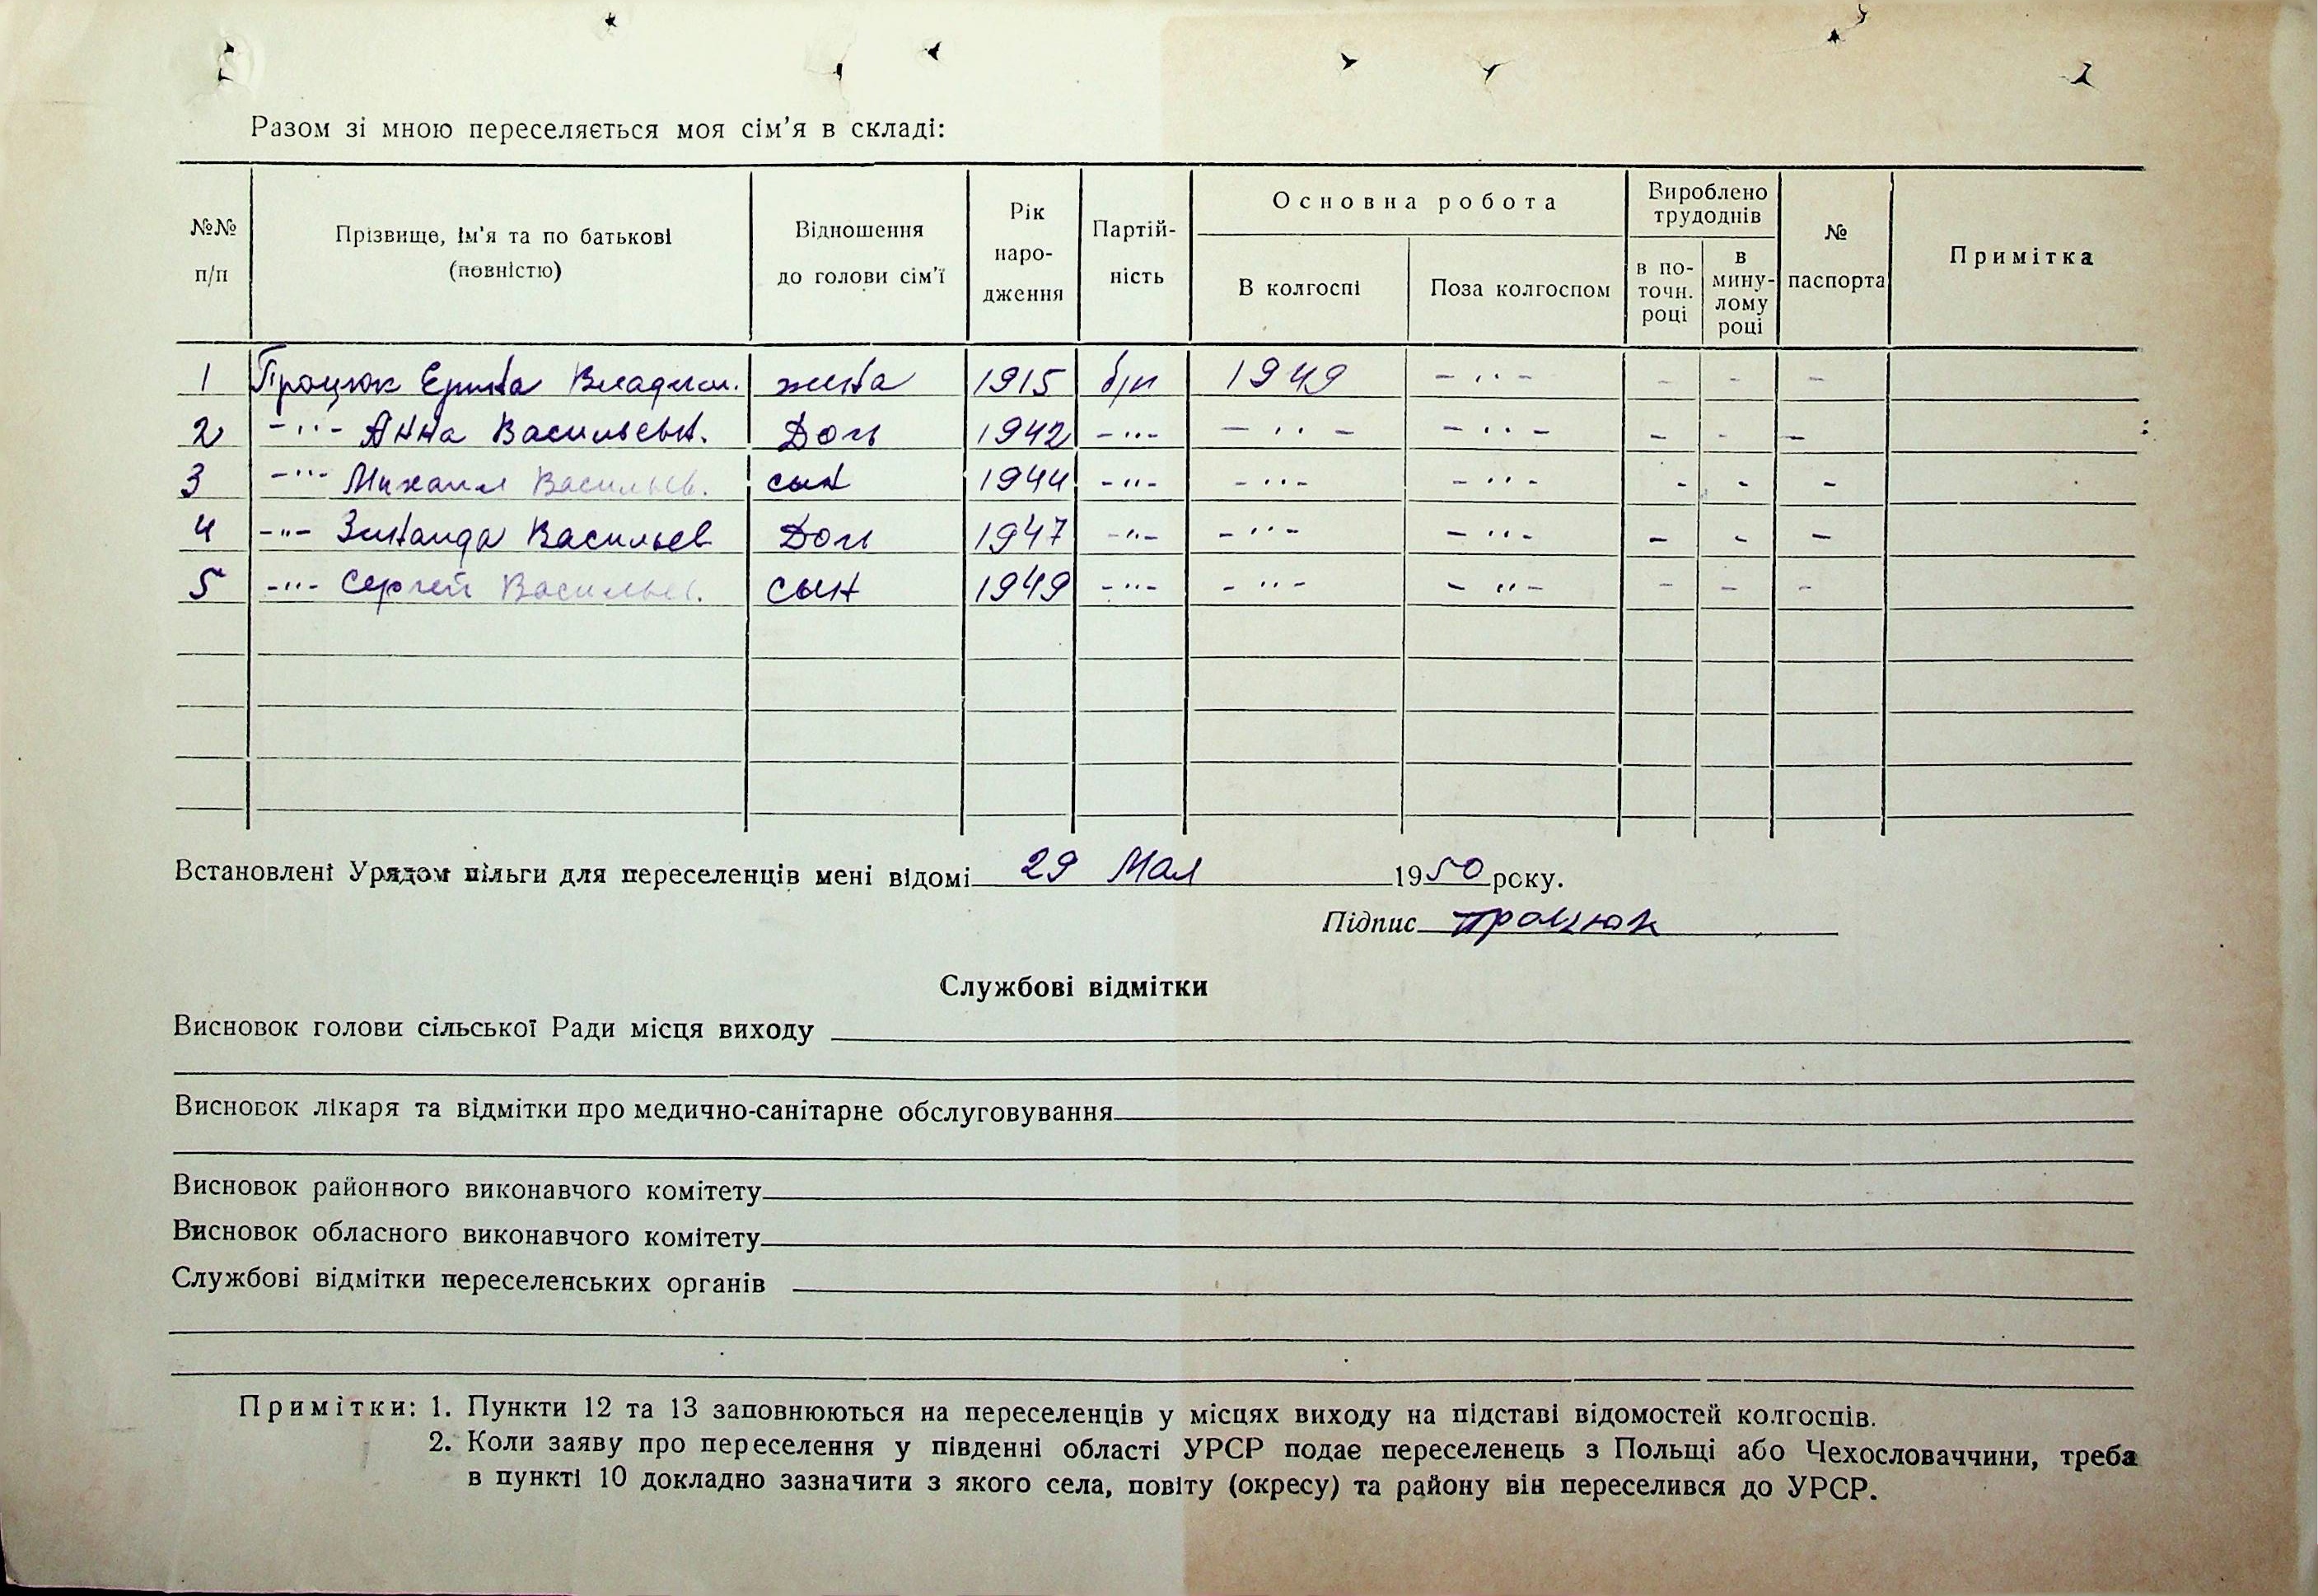 Разом зі мною переселяється моя сім'я в складі:
№№ п/п
Прізвище, ім'я та по батькові (повністю)
Відношення до голови сім'ї
Рік народження
Партійність
Основна робота
В колгоспі
Поза колгоспом
Вироблено трудоднів
в поточн. році
в минулому році
№ паспорта
Примітка
1 Процюк Владим. жена 1915 б/п 1949 -"- - - -
2 -"- Анна Васильевн. Дочь 1942 -"- -"- -"- - - -
3 -"- Михаил Васильев. сын 1944 -"- -"- -"- - - -
4 -"- Зинаида Васильев Дочь 1947 -"- -"- -"- - - -
5 -"- Сергей Васильев. сын 1949 -"- -"- -"- - - -
Встановлені Урядом пільги для переселенців мені відомі 29 Мая 1950 року.
Підпис Процюк
Службові відмітки
Висновок голови сільської Ради місця виходу
Висновок лікаря та відмітки про медично-санітарне обслуговування
Висновок районного виконавчого комітету
Висновок обласного виконавчого комітету
Службові відмітки переселенських органів
Примітки: 1. Пункти 12 та 13 заповнюються на переселенців у місцях виходу на підставі відомостей колгоспів.
2. Коли заяву про переселення у південні області УРСР подає переселенець з Польщі або Чехословаччини, треба
в пункті 10 докладно зазначити з якого села, повіту (окресу) та району він переселився до УРСР.